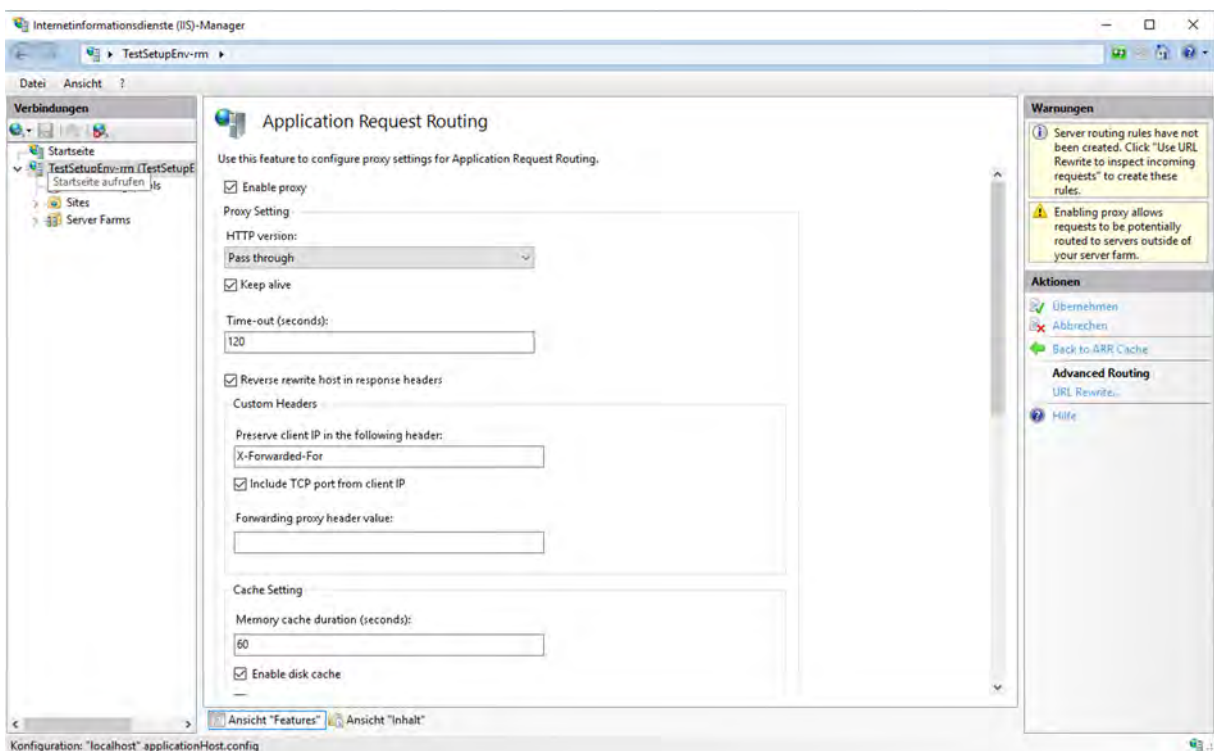 Internetinformationsdienste (IIS)-Manager
TestSetupEnv-rm
Datei Ansicht ?
Verbindungen
Startseite
TestSetupEnv-rm (TestSetupE
Startseite aufrufen
ls
Sites
Server Farms
Application Request Routing
Use this feature to configure proxy settings for Application Request Routing.
Enable proxy
Proxy Setting
HTTP version:
Pass through
Keep alive
Time-out (seconds):
120
Reverse rewrite host in response headers
Custom Headers
Preserve client IP in the following header:
X-Forwarded-For
Include TCP port from client IP
Forwarding proxy header value:
Cache Setting
Memory cache duration (seconds):
60
Enable disk cache
Ansicht "Features" Ansicht "Inhalt"
Warnungen
Server routing rules have not
been created. Click "Use URL
Rewrite to inspect incoming
requests" to create these
rules.
Enabling proxy allows
requests to be potentially
routed to servers outside of
your server farm.
Aktionen
Übernehmen
Abbrechen
Back to ARR Cache
Advanced Routing
URL Rewrite...
Hilfe
Konfiguration: "localhost" applicationHost.config